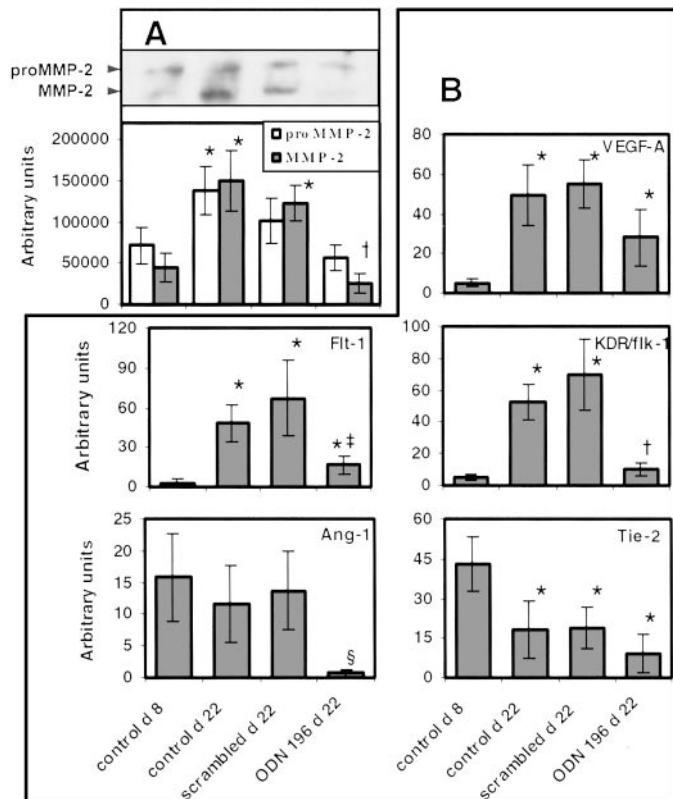 A
proMMP-2
MMP-2
Arbitrary units
200000
150000
100000
50000
0
proMMP-2
MMP-2
*
*
*
†
B
VEGF-A
80
60
40
20
0
*
*
*
Flt-1
Arbitrary units
120
90
60
30
0
*
*
*‡
KDR/flk-1
100
80
60
40
20
0
*
*
†
Ang-1
Arbitrary units
25
20
15
10
5
0
§
control d 8
control d 22
scrambled d 22
ODN 196 d 22
Tie-2
60
45
30
15
0
*
*
*
control d 8
control d 22
scrambled d 22
ODN 196 d 22